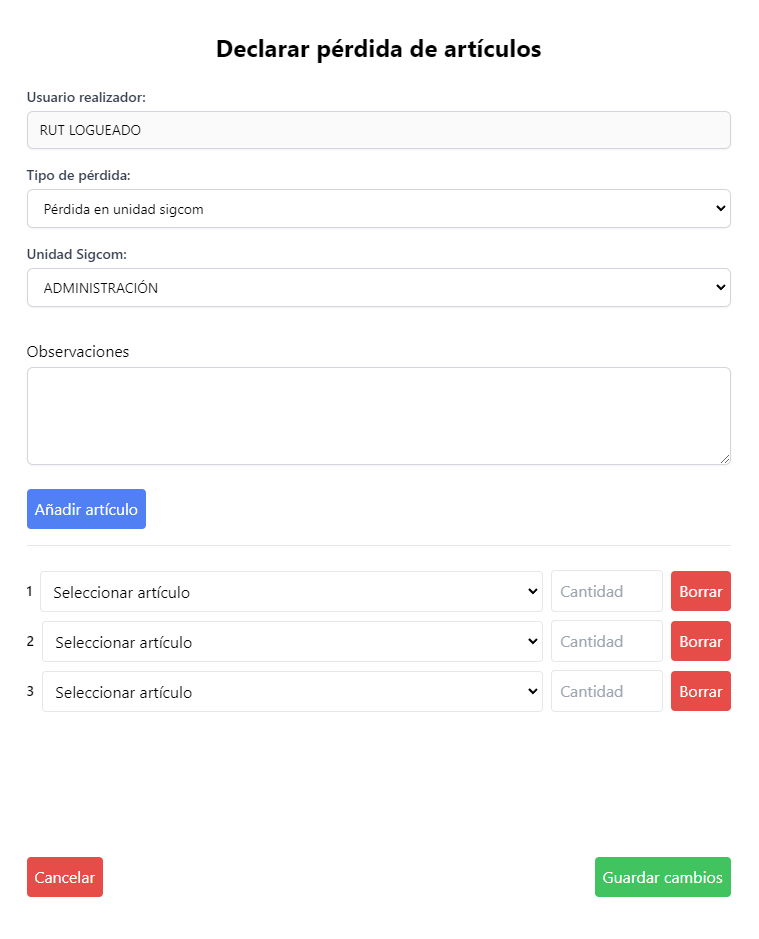 Declarar pérdida de artículos
Usuario realizador:
RUT LOGUEADO
Tipo de pérdida:
Pérdida en unidad sigcom
Unidad Sigcom:
ADMINISTRACIÓN
Observaciones
Añadir artículo
1 Seleccionar artículo Cantidad Borrar
2 Seleccionar artículo Cantidad Borrar
3 Seleccionar artículo Cantidad Borrar
Cancelar Guardar cambios